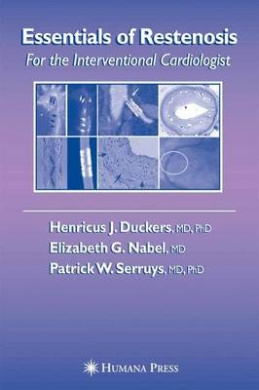 Essentials of Restenosis
For the Interventional Cardiologist
Henricus J. Duckers, MD, PhD
Elizabeth G. Nabel, MD
Patrick W. Serruys, MD, PhD
HUMANA PRESS